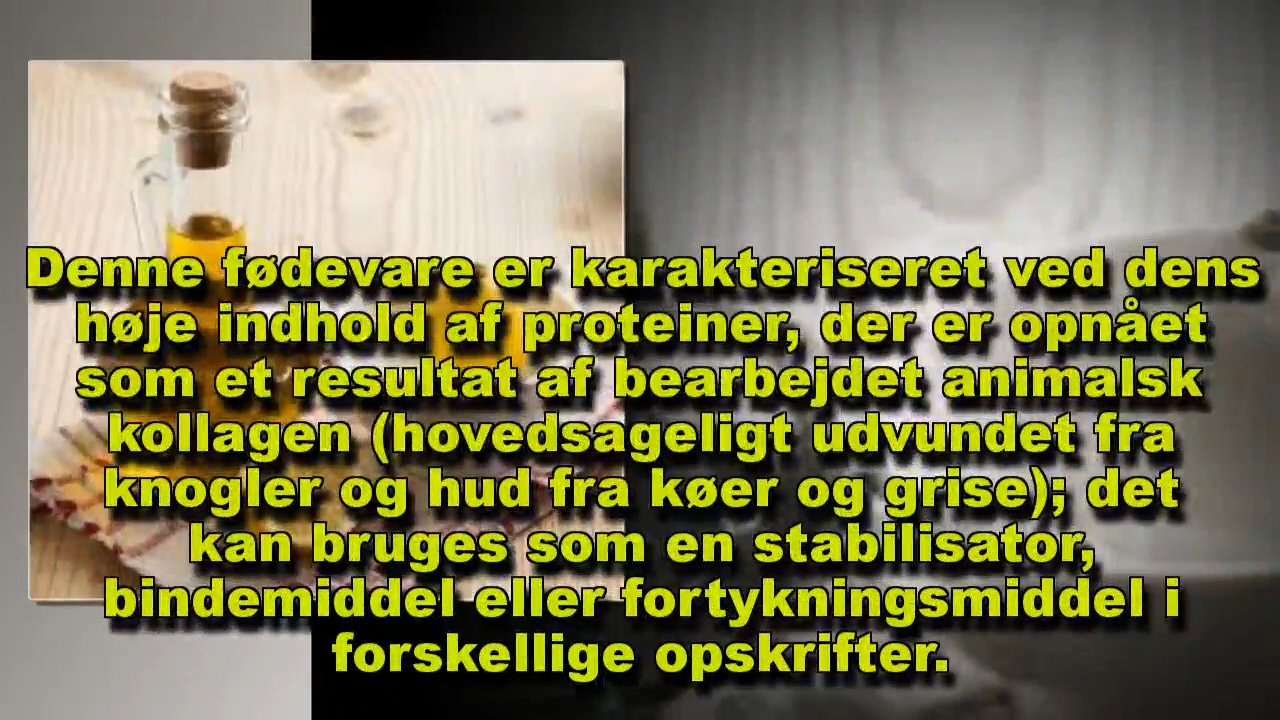 Denne fødevare er karakteriseret ved dens
høje indhold af proteiner, der er opnået
som et resultat af bearbejdet animalsk
kollagen (hovedsageligt udvundet fra
knogler og hud fra køer og grise); det
kan bruges som en stabilisator,
bindemiddel eller fortykningsmiddel i
forskellige opskrifter.